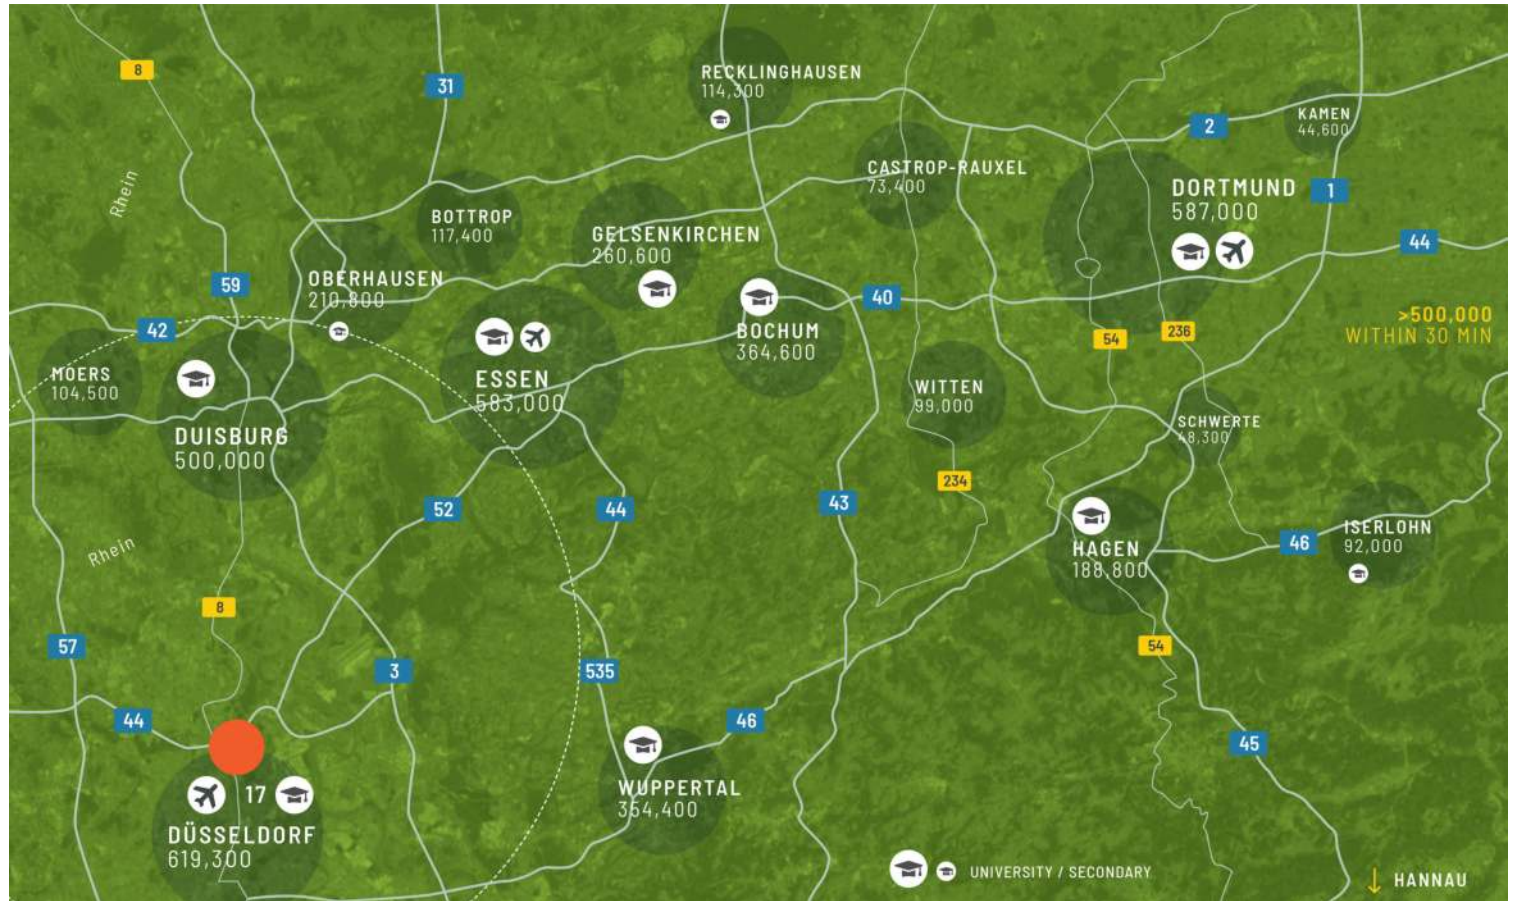 8
31
RECKLINGHAUSEN
114,300
2
KAMEN
44,600
Rhein
CASTROP-RAUXEL
73,400
DORTMUND
587,000
1
BOTTROP
117,400
GELSENKIRCHEN
260,600
44
59
OBERHAUSEN
210,800
40
42
BOCHUM
364,600
54
236
>500,000
WITHIN 30 MIN
MOERS
104,500
ESSEN
583,000
WITTEN
99,000
DUISBURG
500,000
SCHWERTE
48,300
234
52
44
43
Rhein
HAGEN
188,800
46
ISERLOHN
92,000
8
57
3
535
54
44
46
45
17
DÜSSELDORF
619,300
WUPPERTAL
354,400
UNIVERSITY / SECONDARY
HANNAU